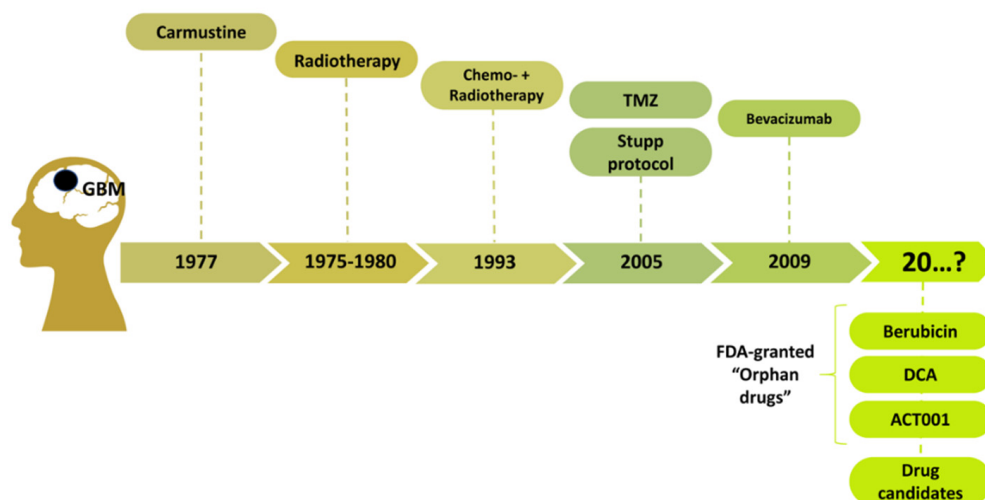 Carmustine
Radiotherapy
Chemo- +
Radiotherapy
TMZ
Stupp
protocol
Bevacizumab
GBM
1977
1975-1980
1993
2005
2009
20...?
FDA-granted
“Orphan
drugs”
Berubicin
DCA
ACT001
Drug
candidates